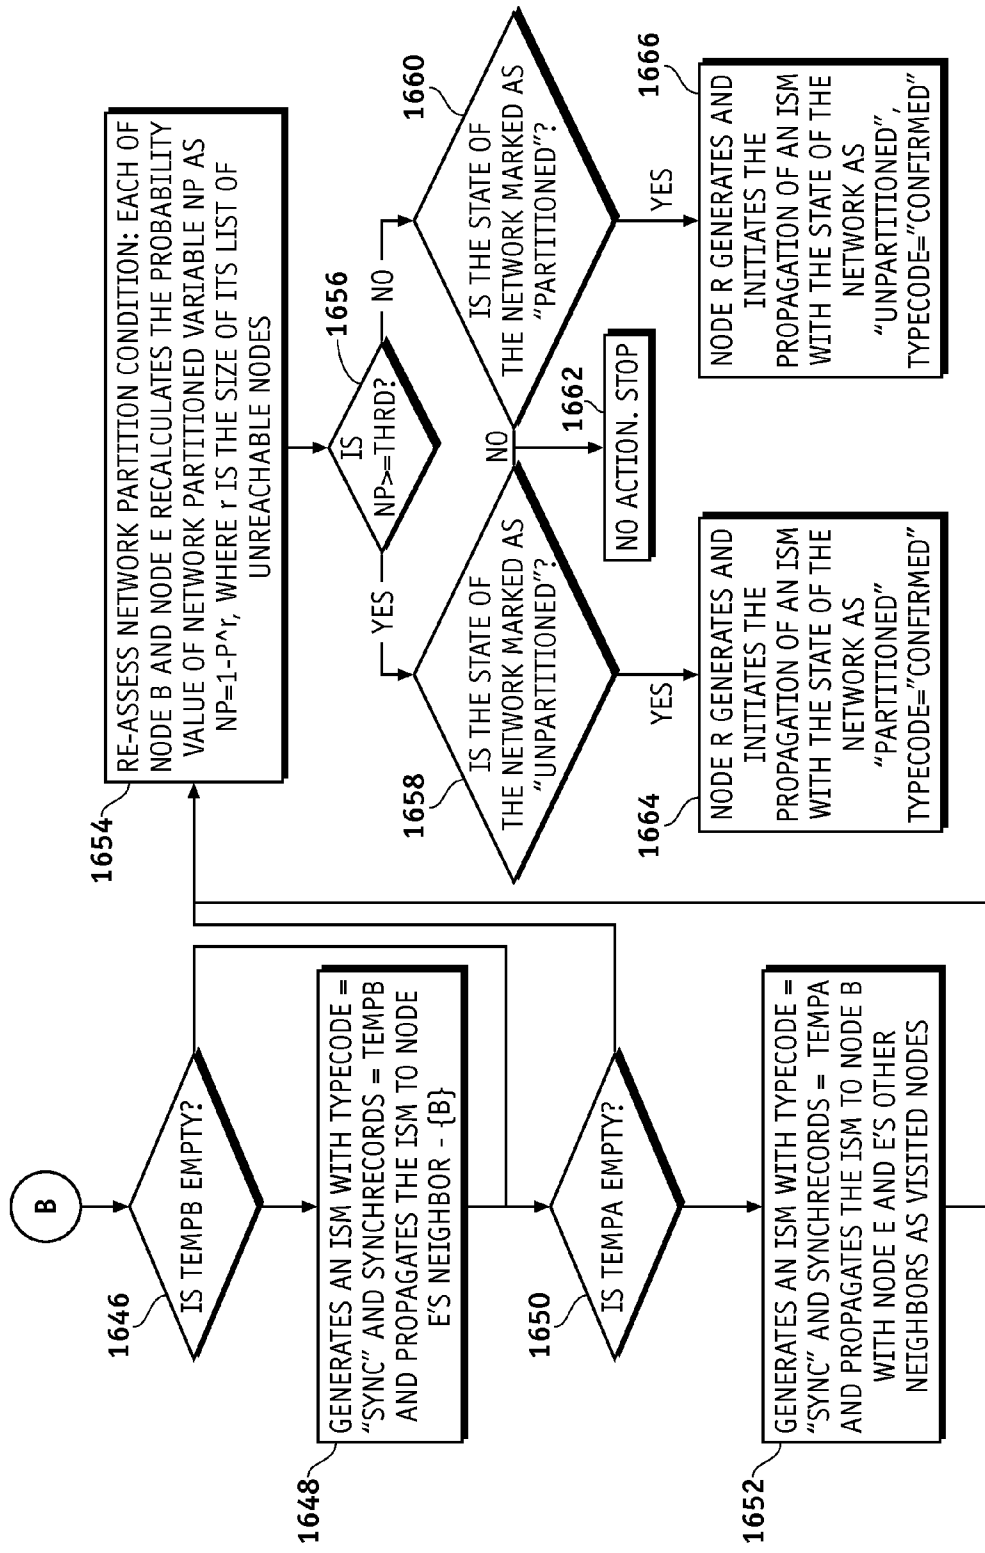 B
1646
IS TEMPB EMPTY?
1648
GENERATES AN ISM WITH TYPECODE =
“SYNC” AND SYNCHRECORDS = TEMPB
AND PROPAGATES THE ISM TO NODE
E'S NEIGHBOR - {B}
1650
IS TEMPA EMPTY?
1652
GENERATES AN ISM WITH TYPECODE =
“SYNC” AND SYNCHRECORDS = TEMPA
AND PROPAGATES THE ISM TO NODE B
WITH NODE E AND E'S OTHER
NEIGHBORS AS VISITED NODES
1654
RE-ASSESS NETWORK PARTITION CONDITION: EACH OF
NODE B AND NODE E RECALCULATES THE PROBABILITY
VALUE OF NETWORK PARTITIONED VARIABLE NP AS
NP=1-P^r, WHERE r IS THE SIZE OF ITS LIST OF
UNREACHABLE NODES
1656
IS
NP>=THRD?
YES
NO
1658
IS THE STATE OF
THE NETWORK MARKED AS
“UNPARTITIONED”?
NO
1660
IS THE STATE OF
THE NETWORK MARKED AS
“PARTITIONED”?
1662
NO ACTION. STOP
YES
YES
1664
NODE R GENERATES AND
INITIATES THE
PROPAGATION OF AN ISM
WITH THE STATE OF THE
NETWORK AS
“PARTITIONED”
TYPECODE=”CONFIRMED”
1666
NODE R GENERATES AND
INITIATES THE
PROPAGATION OF AN ISM
WITH THE STATE OF THE
NETWORK AS
“UNPARTITIONED”,
TYPECODE=”CONFIRMED”